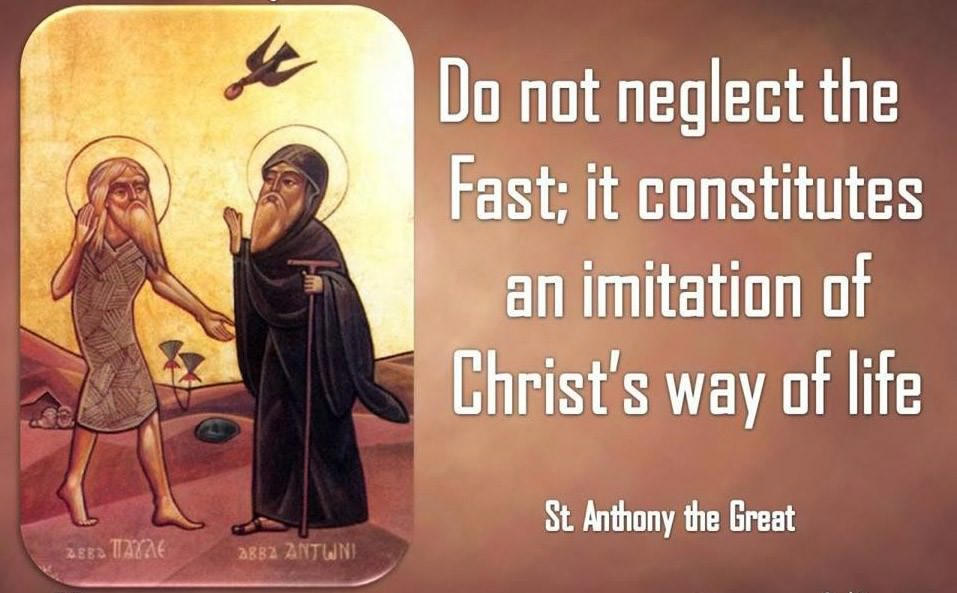 Do not neglect the
Fast; it constitutes
an imitation of
Christ's way of life
St. Anthony the Great
ⲁⲃⲃⲁ ⲠⲀⲨⲖⲈ
ⲁⲃⲃⲁ ⲀⲚⲦⲰⲚⲒ